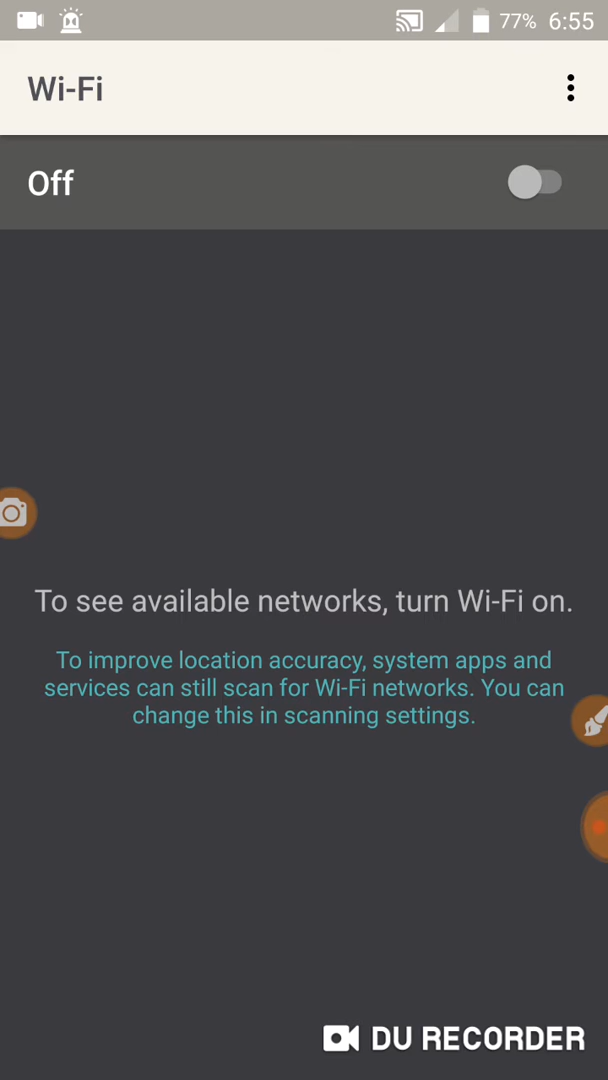 77% 6:55
Wi-Fi
Off
To see available networks, turn Wi-Fi on.
To improve location accuracy, system apps and
services can still scan for Wi-Fi networks. You can
change this in scanning settings.
DU RECORDER